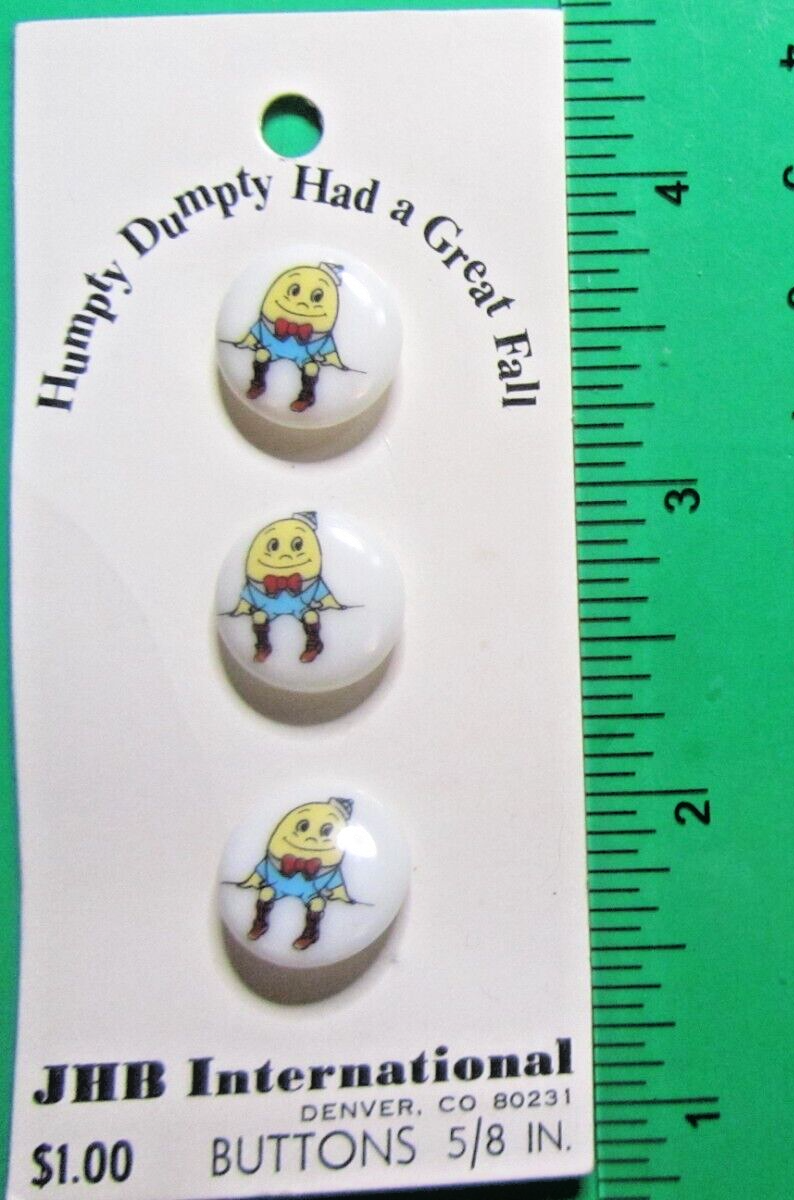 Humpty Dumpty Had a Great Fall
JHB International
DENVER, CO 80231
$1.00 BUTTONS 5/8 IN.
4
3
2
1
4